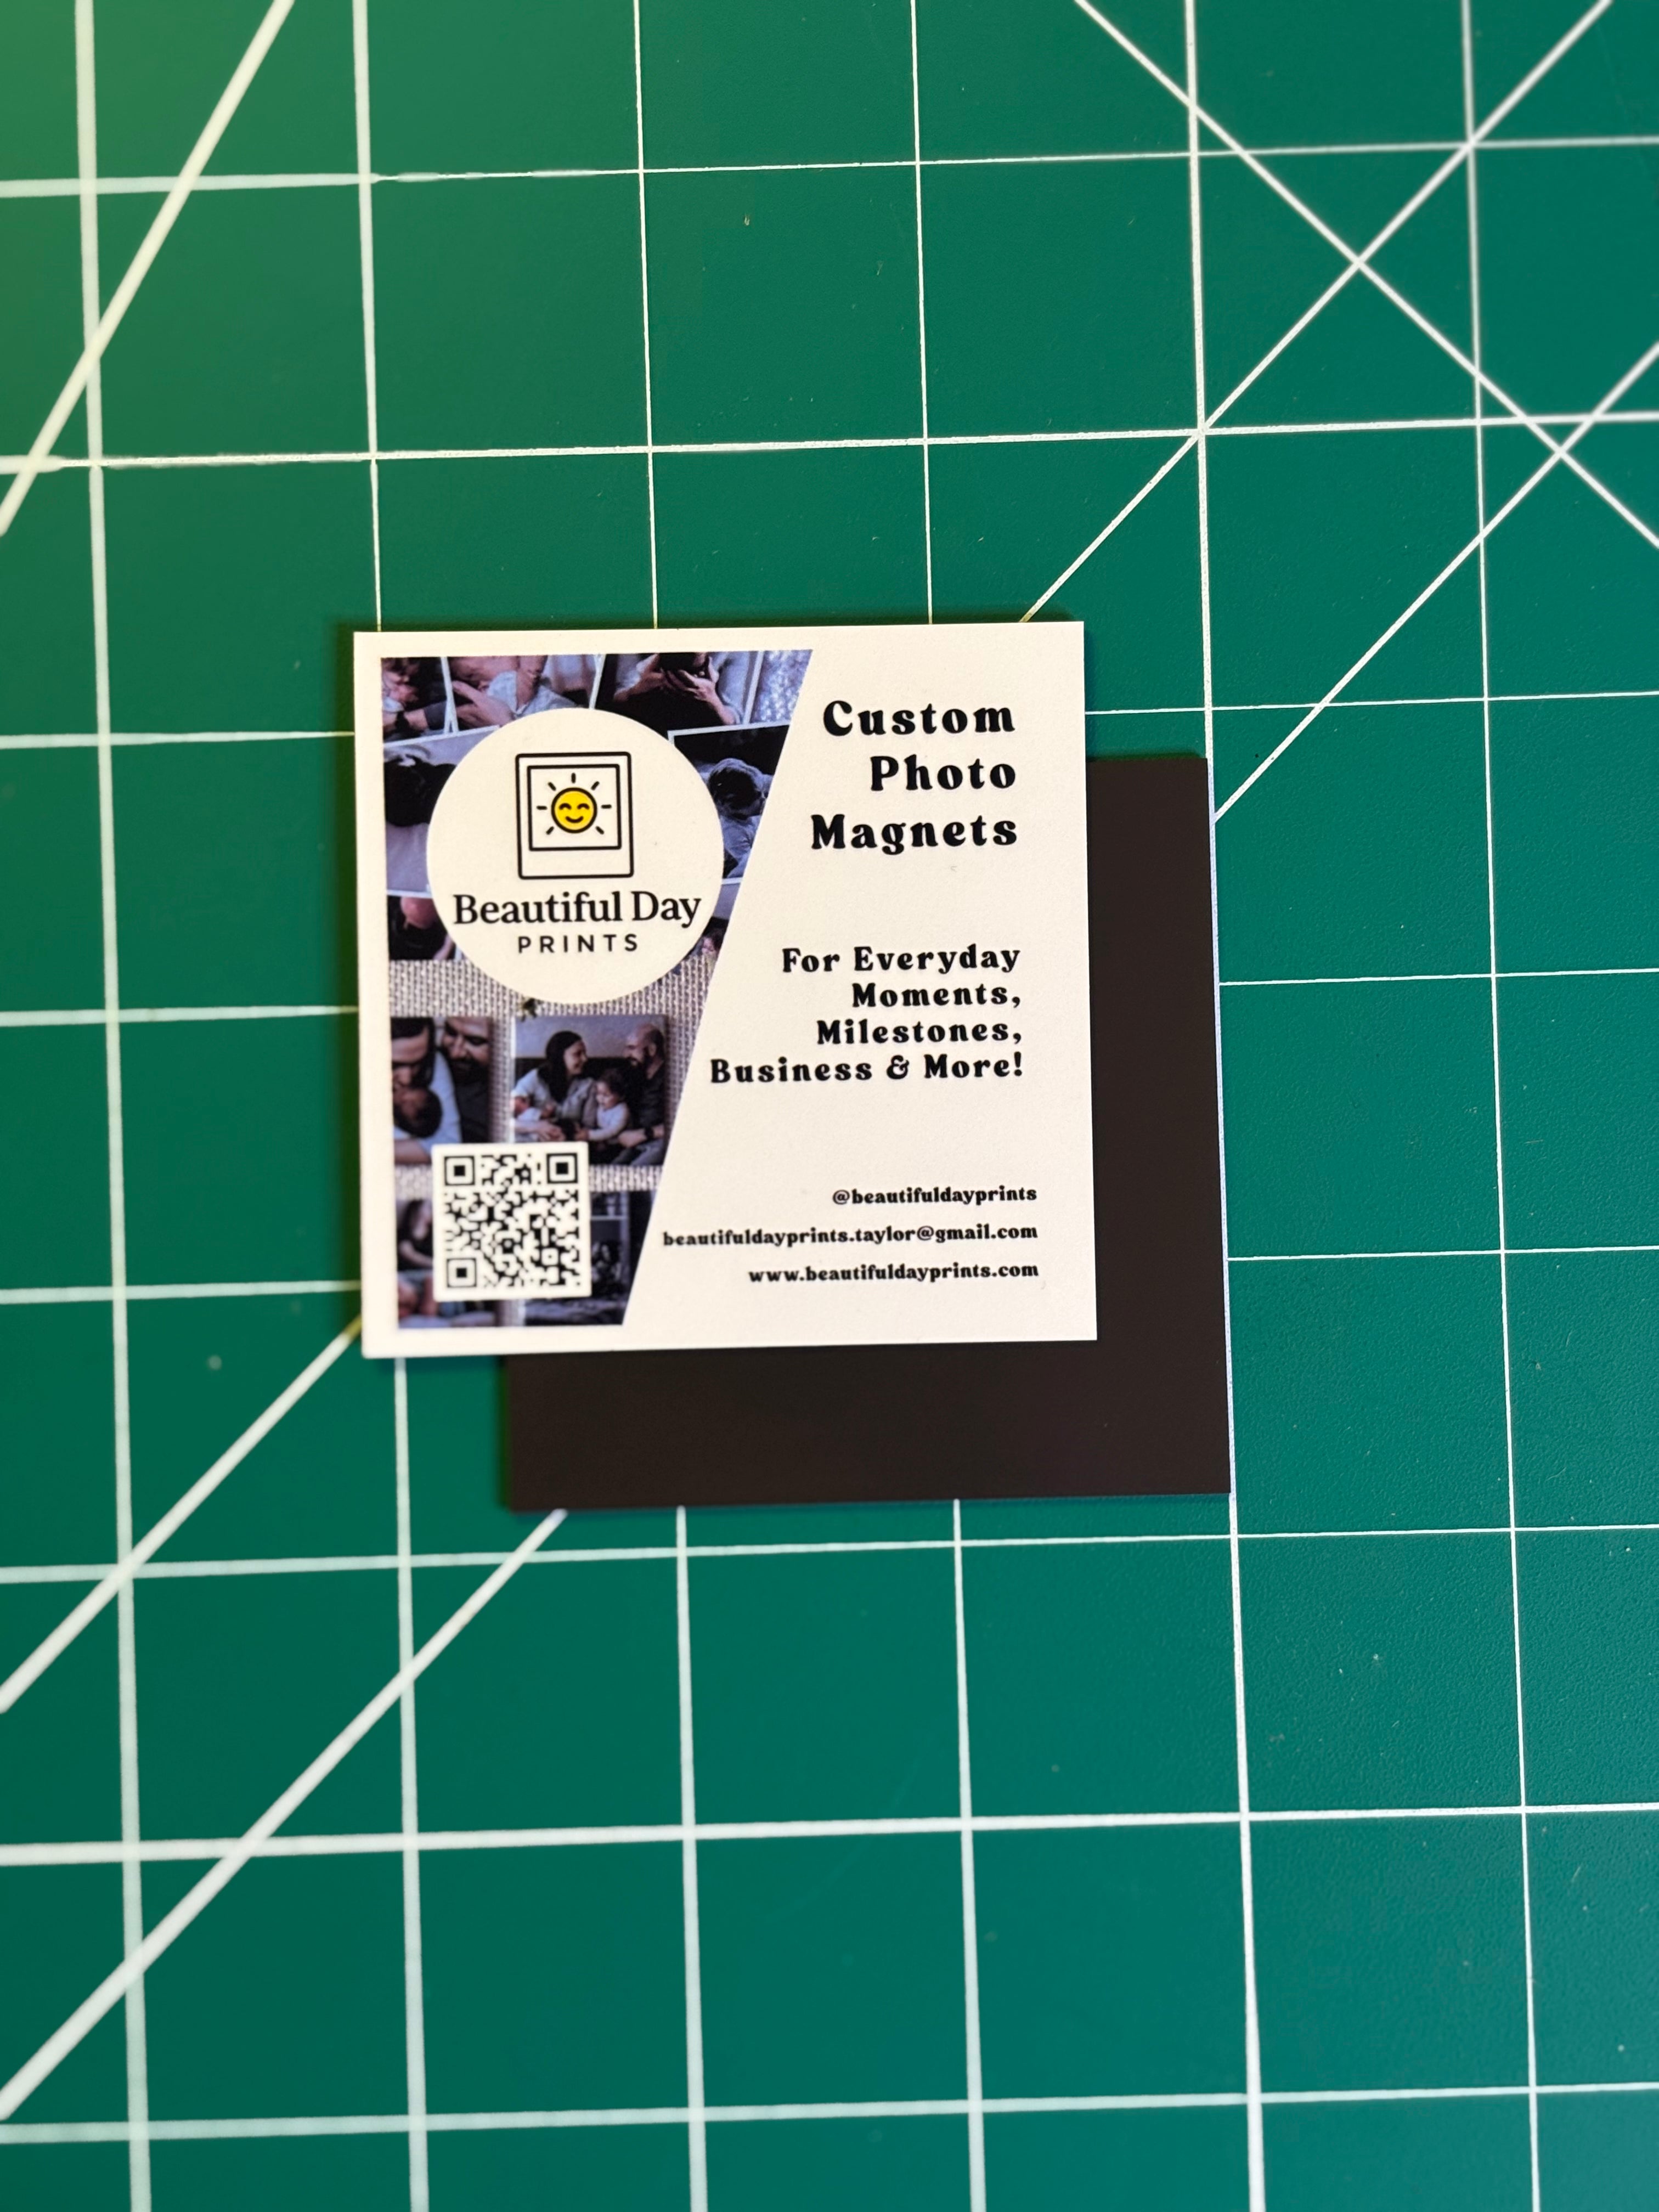 Beautiful Day
PRINTS
Custom
Photo
Magnets
For Everyday
Moments,
Milestones,
Business & More!
@beautifuldayprints
beautifuldayprints.taylor@gmail.com
www.beautifuldayprints.com